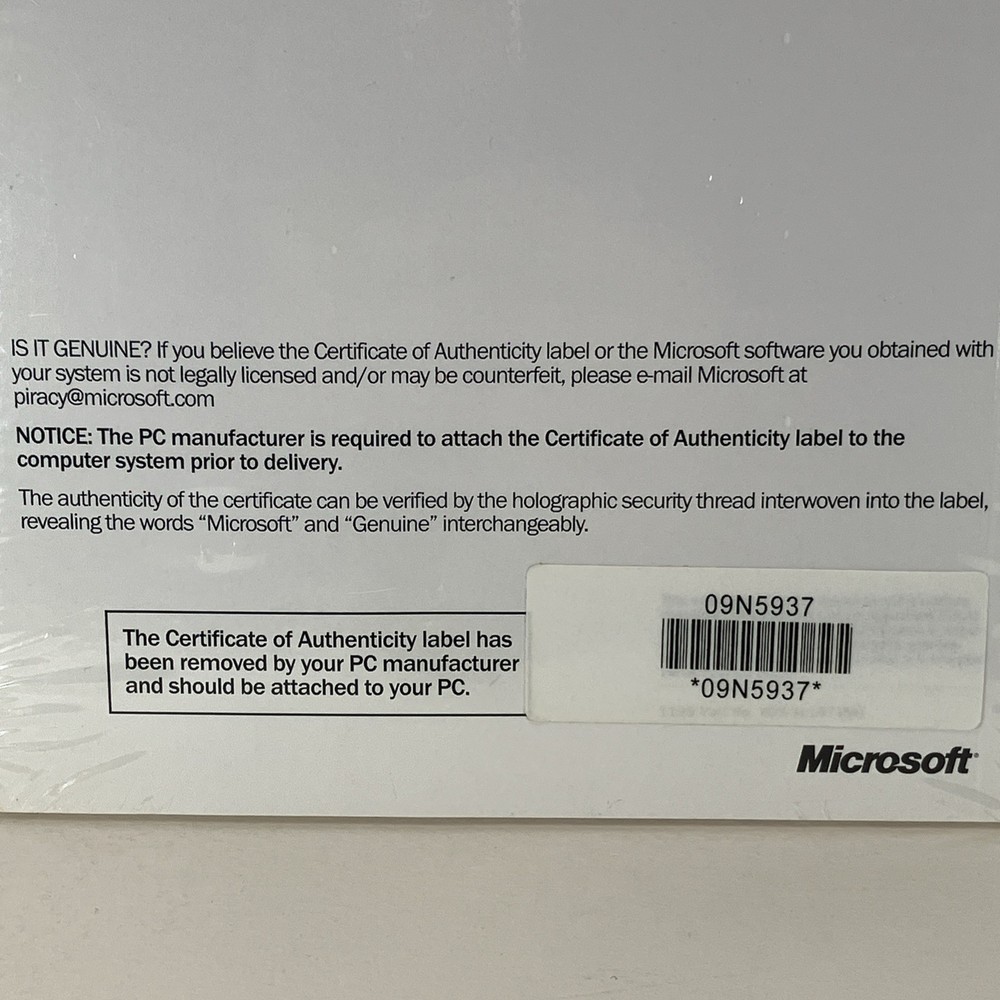 IS IT GENUINE? If you believe the Certificate of Authenticity label or the Microsoft software you obtained with
your system is not legally licensed and/or may be counterfeit, please e-mail Microsoft at
piracy@microsoft.com
NOTICE: The PC manufacturer is required to attach the Certificate of Authenticity label to the
computer system prior to delivery.
The authenticity of the certificate can be verified by the holographic security thread interwoven into the label,
revealing the words “Microsoft” and “Genuine” interchangeably.
The Certificate of Authenticity label has
been removed by your PC manufacturer
and should be attached to your PC.
09N5937
*09N5937*
Microsoft®